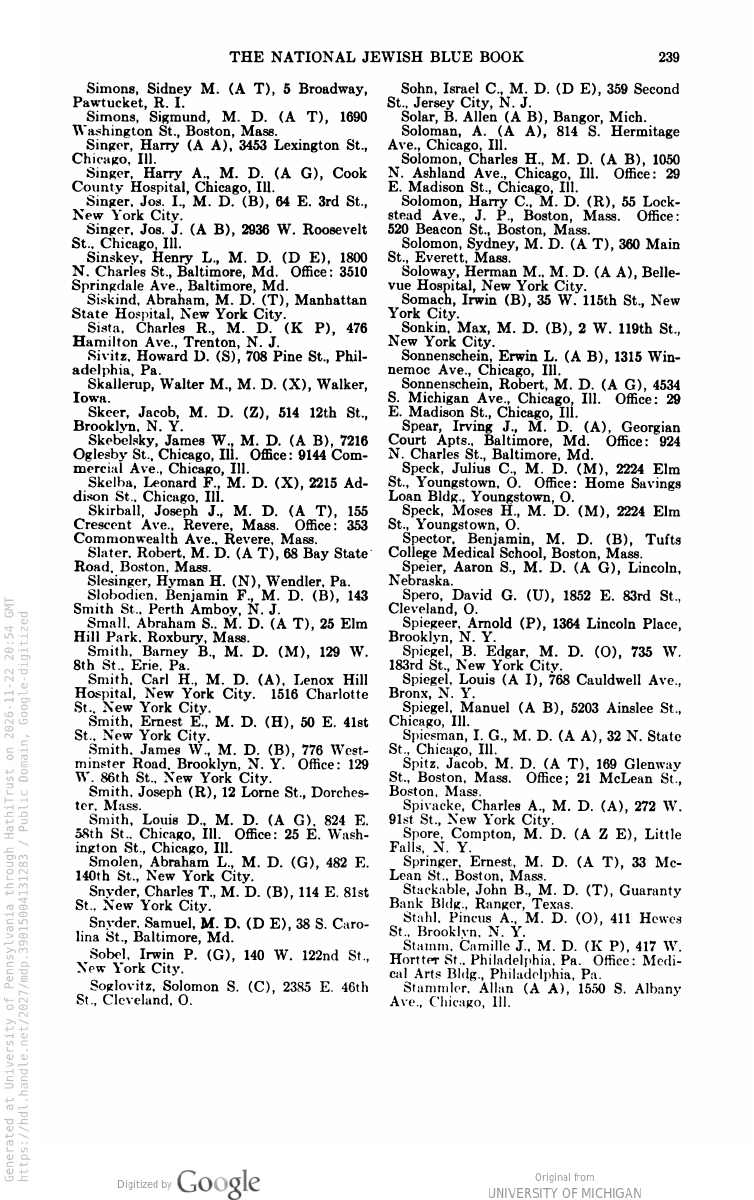 THE NATIONAL JEWISH BLUE BOOK 239
Simons, Sidney M. (A T), 5 Broadway,
Pawtucket, R. I.
Simons, Sigmund, M. D. (A T), 1690
Washington St., Boston, Mass.
Singer, Harry (A A), 3453 Lexington St.,
Chicago, Ill.
Singer, Harry A., M. D. (A G), Cook
County Hospital, Chicago, Ill.
Singer, Jos. I., M. D. (B), 64 E. 3rd St.,
New York City.
Singer, Jos. J. (A B), 2936 W. Roosevelt
St., Chicago, Ill.
Sinskey, Henry L., M. D. (D E), 1800
N. Charles St., Baltimore, Md. Office: 3510
Springdale Ave., Baltimore, Md.
Siskind, Abraham, M. D. (T), Manhattan
State Hospital, New York City.
Sista, Charles R., M. D. (K P), 476
Hamilton Ave., Trenton, N. J.
Sivitz, Howard D. (S), 708 Pine St., Phil-
adelphia, Pa.
Skallerup, Walter M., M. D. (X), Walker,
Iowa.
Skeer, Jacob, M. D. (Z), 514 12th St.,
Brooklyn, N. Y.
Skebelsky, James W., M. D. (A B), 7216
Oglesby St., Chicago, Ill. Office: 9144 Com-
mercial Ave., Chicago, Ill.
Skelba, Leonard F., M. D. (X), 2215 Ad-
dison St., Chicago, Ill.
Skirball, Joseph J., M. D. (A T), 155
Crescent Ave., Revere, Mass. Office: 353
Commonwealth Ave., Revere, Mass.
Slater, Robert, M. D. (A T), 68 Bay State
Road, Boston, Mass.
Slesinger, Hyman H. (N), Wendler, Pa.
Slobodien, Benjamin F., M. D. (B), 143
Smith St., Perth Amboy, N. J.
Small, Abraham S., M. D. (A T), 25 Elm
Hill Park, Roxbury, Mass.
Smith, Barney B., M. D. (M), 129 W.
8th St., Erie, Pa.
Smith, Carl H., M. D. (A), Lenox Hill
Hospital, New York City. 1516 Charlotte
St., New York City.
Smith, Ernest E., M. D. (H), 50 E. 41st
St., New York City.
Smith, James W., M. D. (B), 776 West-
minster Road, Brooklyn, N. Y. Office: 129
W. 86th St., New York City.
Smith, Joseph (R), 12 Lorne St., Dorches-
ter, Mass.
Smith, Louis D., M. D. (A G), 824 E.
58th St., Chicago, Ill. Office: 25 E. Wash-
ington St., Chicago, Ill.
Smolen, Abraham L., M. D. (G), 482 E.
140th St., New York City.
Snyder, Charles T., M. D. (B), 114 E. 81st
St., New York City.
Snyder, Samuel, M. D. (D E), 38 S. Caro-
lina St., Baltimore, Md.
Sobel, Irwin P. (G), 140 W. 122nd St.,
New York City.
Soglovitz, Solomon S. (C), 2385 E. 46th
St., Cleveland, O.
Sohn, Israel C., M. D. (D E), 359 Second
St., Jersey City, N. J.
Solar, B. Allen (A B), Bangor, Mich.
Soloman, A. (A A), 814 S. Hermitage
Ave., Chicago, Ill.
Solomon, Charles H., M. D. (A B), 1050
N. Ashland Ave., Chicago, Ill. Office: 29
E. Madison St., Chicago, Ill.
Solomon, Harry C., M. D. (R), 55 Lock-
stead Ave., J. P., Boston, Mass. Office:
520 Beacon St., Boston, Mass.
Solomon, Sydney, M. D. (A T), 360 Main
St., Everett, Mass.
Soloway, Herman M., M. D. (A A), Belle-
vue Hospital, New York City.
Somach, Irwin (B), 35 W. 115th St., New
York City.
Sonkin, Max, M. D. (B), 2 W. 119th St.,
New York City.
Sonnenschein, Erwin L. (A B), 1315 Win-
nemoc Ave., Chicago, Ill.
Sonnenschein, Robert, M. D. (A G), 4534
S. Michigan Ave., Chicago, Ill. Office: 29
E. Madison St., Chicago, Ill.
Spear, Irving J., M. D. (A), Georgian
Court Apts., Baltimore, Md. Office: 924
N. Charles St., Baltimore, Md.
Speck, Julius C., M. D. (M), 2224 Elm
St., Youngstown, O. Office: Home Savings
Loan Bldg., Youngstown, O.
Speck, Moses H., M. D. (M), 2224 Elm
St., Youngstown, O.
Spector, Benjamin, M. D. (B), Tufts
College Medical School, Boston, Mass.
Speier, Aaron S., M. D. (A G), Lincoln,
Nebraska.
Spero, David G. (U), 1852 E. 83rd St.,
Cleveland, O.
Spiegeer, Arnold (P), 1364 Lincoln Place,
Brooklyn, N. Y.
Spiegel, B. Edgar, M. D. (O), 735 W.
183rd St., New York City.
Spiegel, Louis (A I), 768 Cauldwell Ave.,
Bronx, N. Y.
Spiegel, Manuel (A B), 5203 Ainslee St.,
Chicago, Ill.
Spiesman, I. G., M. D. (A A), 32 N. State
St., Chicago, Ill.
Spitz, Jacob, M. D. (A T), 169 Glenway
St., Boston, Mass. Office; 21 McLean St.,
Boston, Mass.
Spivacke, Charles A., M. D. (A), 272 W.
91st St., New York City.
Spore, Compton, M. D. (A Z E), Little
Falls, N. Y.
Springer, Ernest, M. D. (A T), 33 Mc-
Lean St., Boston, Mass.
Stackable, John B., M. D. (T), Guaranty
Bank Bldg., Ranger, Texas.
Stahl, Pincus A., M. D. (O), 411 Hewes
St., Brooklyn, N. Y.
Stamm, Camille J., M. D. (K P), 417 W.
Hortter St., Philadelphia, Pa. Office: Medi-
cal Arts Bldg., Philadelphia, Pa.
Stammler, Allan (A A), 1550 S. Albany
Ave., Chicago, Ill.
Generated at University of Pennsylvania through HathiTrust on 2026-11-22 20:54 GMT
https://hdl.handle.net/2027/mdp.39015004131283 / Public Domain, Google-digitized
Digitized by Google
Original from
UNIVERSITY OF MICHIGAN